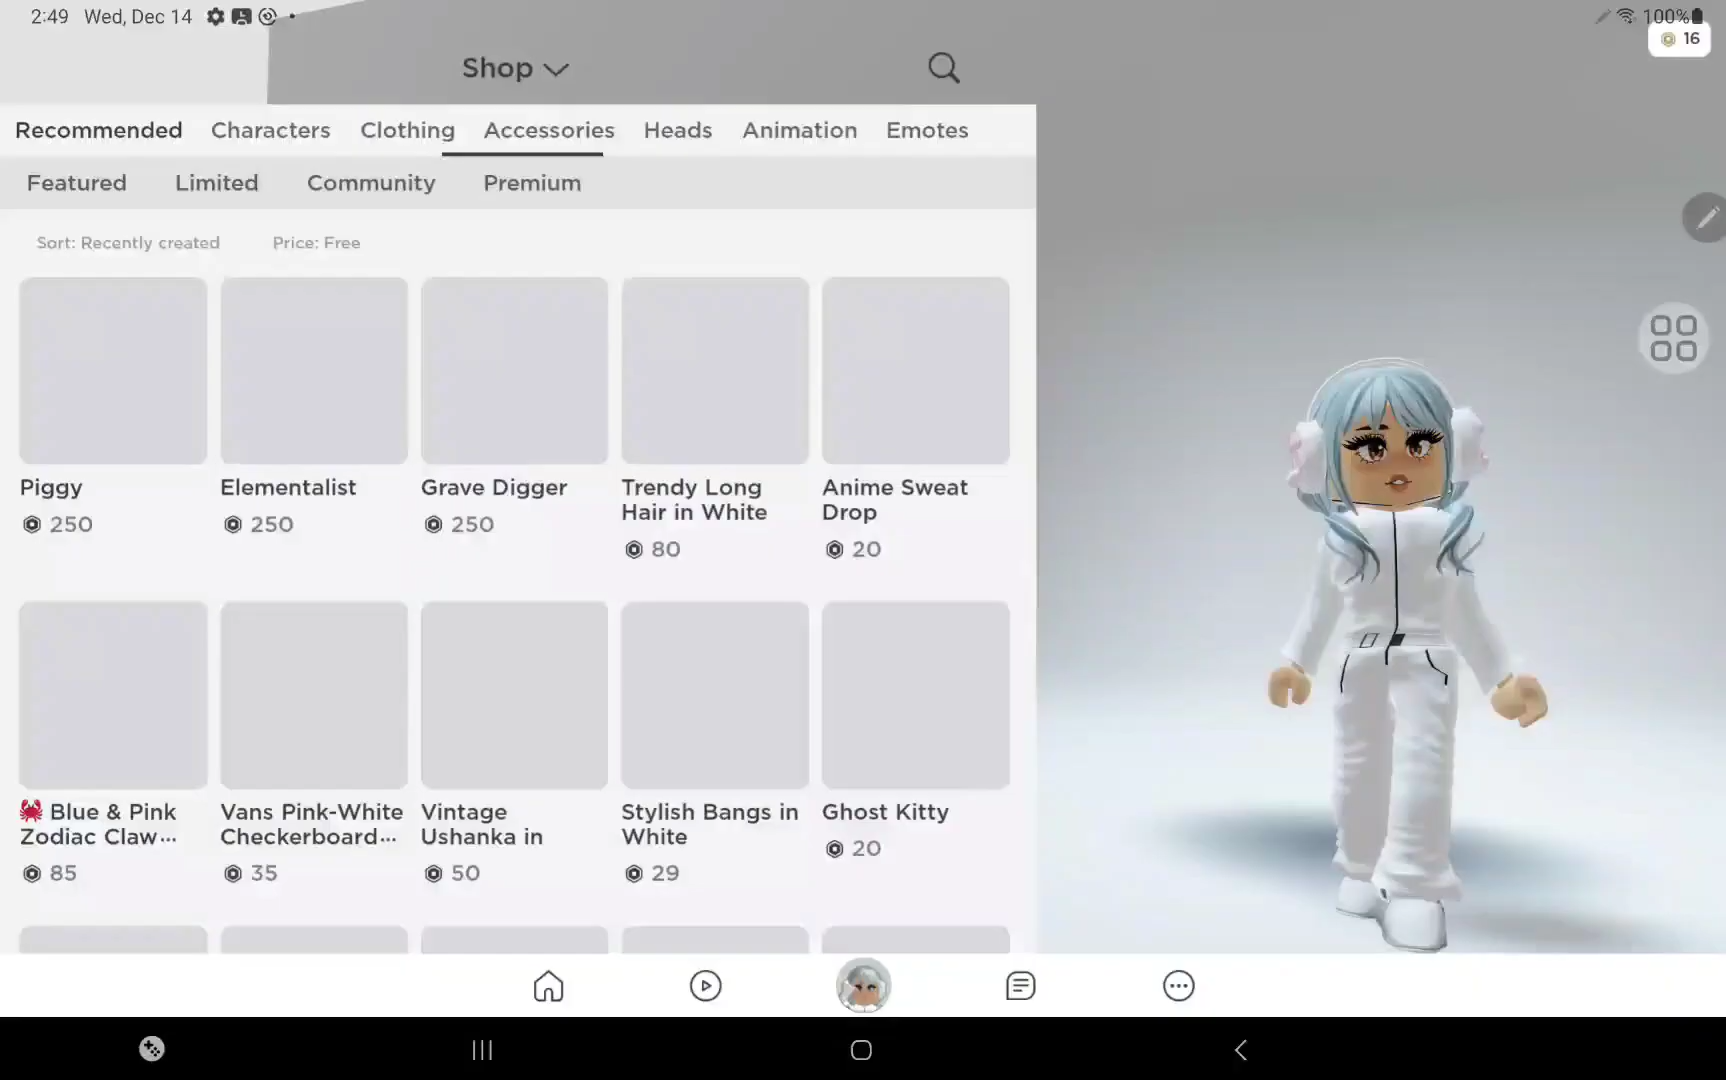 2:49 Wed, Dec 14
100%
16
Shop
Recommended Characters Clothing Accessories Heads Animation Emotes
Featured Limited Community Premium
Sort: Recently created Price: Free
Piggy
250
Elementalist
250
Grave Digger
250
Trendy Long
Hair in White
80
Anime Sweat
Drop
20
🦀 Blue & Pink
Zodiac Claw...
85
Vans Pink-White
Checkerboard...
35
Vintage
Ushanka in
50
Stylish Bangs in
White
29
Ghost Kitty
20